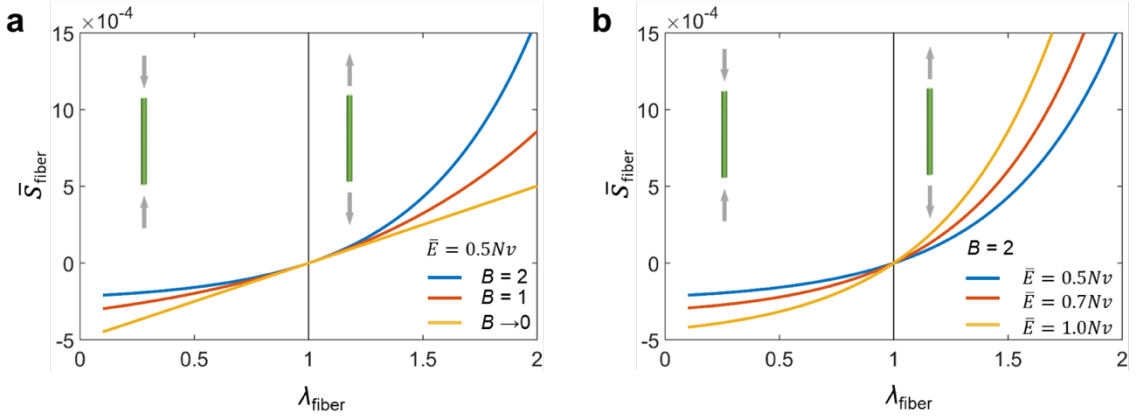 a
×10⁻⁴
15
10
5
0
-5
0
0.5
1
1.5
2
S̄fiber
λfiber
Ē = 0.5Nv
B = 2
B = 1
B →0
b
×10⁻⁴
15
10
5
0
-5
0
0.5
1
1.5
2
S̄fiber
λfiber
B = 2
Ē = 0.5Nv
Ē = 0.7Nv
Ē = 1.0Nv